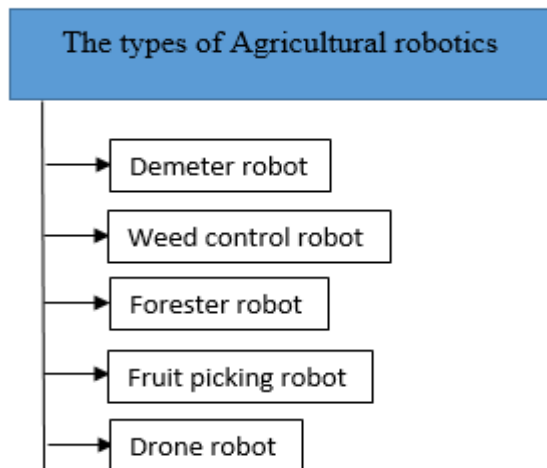 The types of Agricultural robotics
Demeter robot
Weed control robot
Forester robot
Fruit picking robot
Drone robot